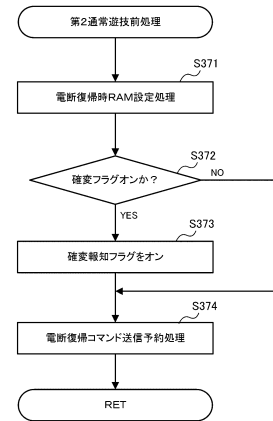 第2通常遊技前処理
S371
電断復帰時RAM設定処理
S372
確変フラグオンか？
NO
YES
S373
確変報知フラグをオン
S374
電断復帰コマンド送信予約処理
RET